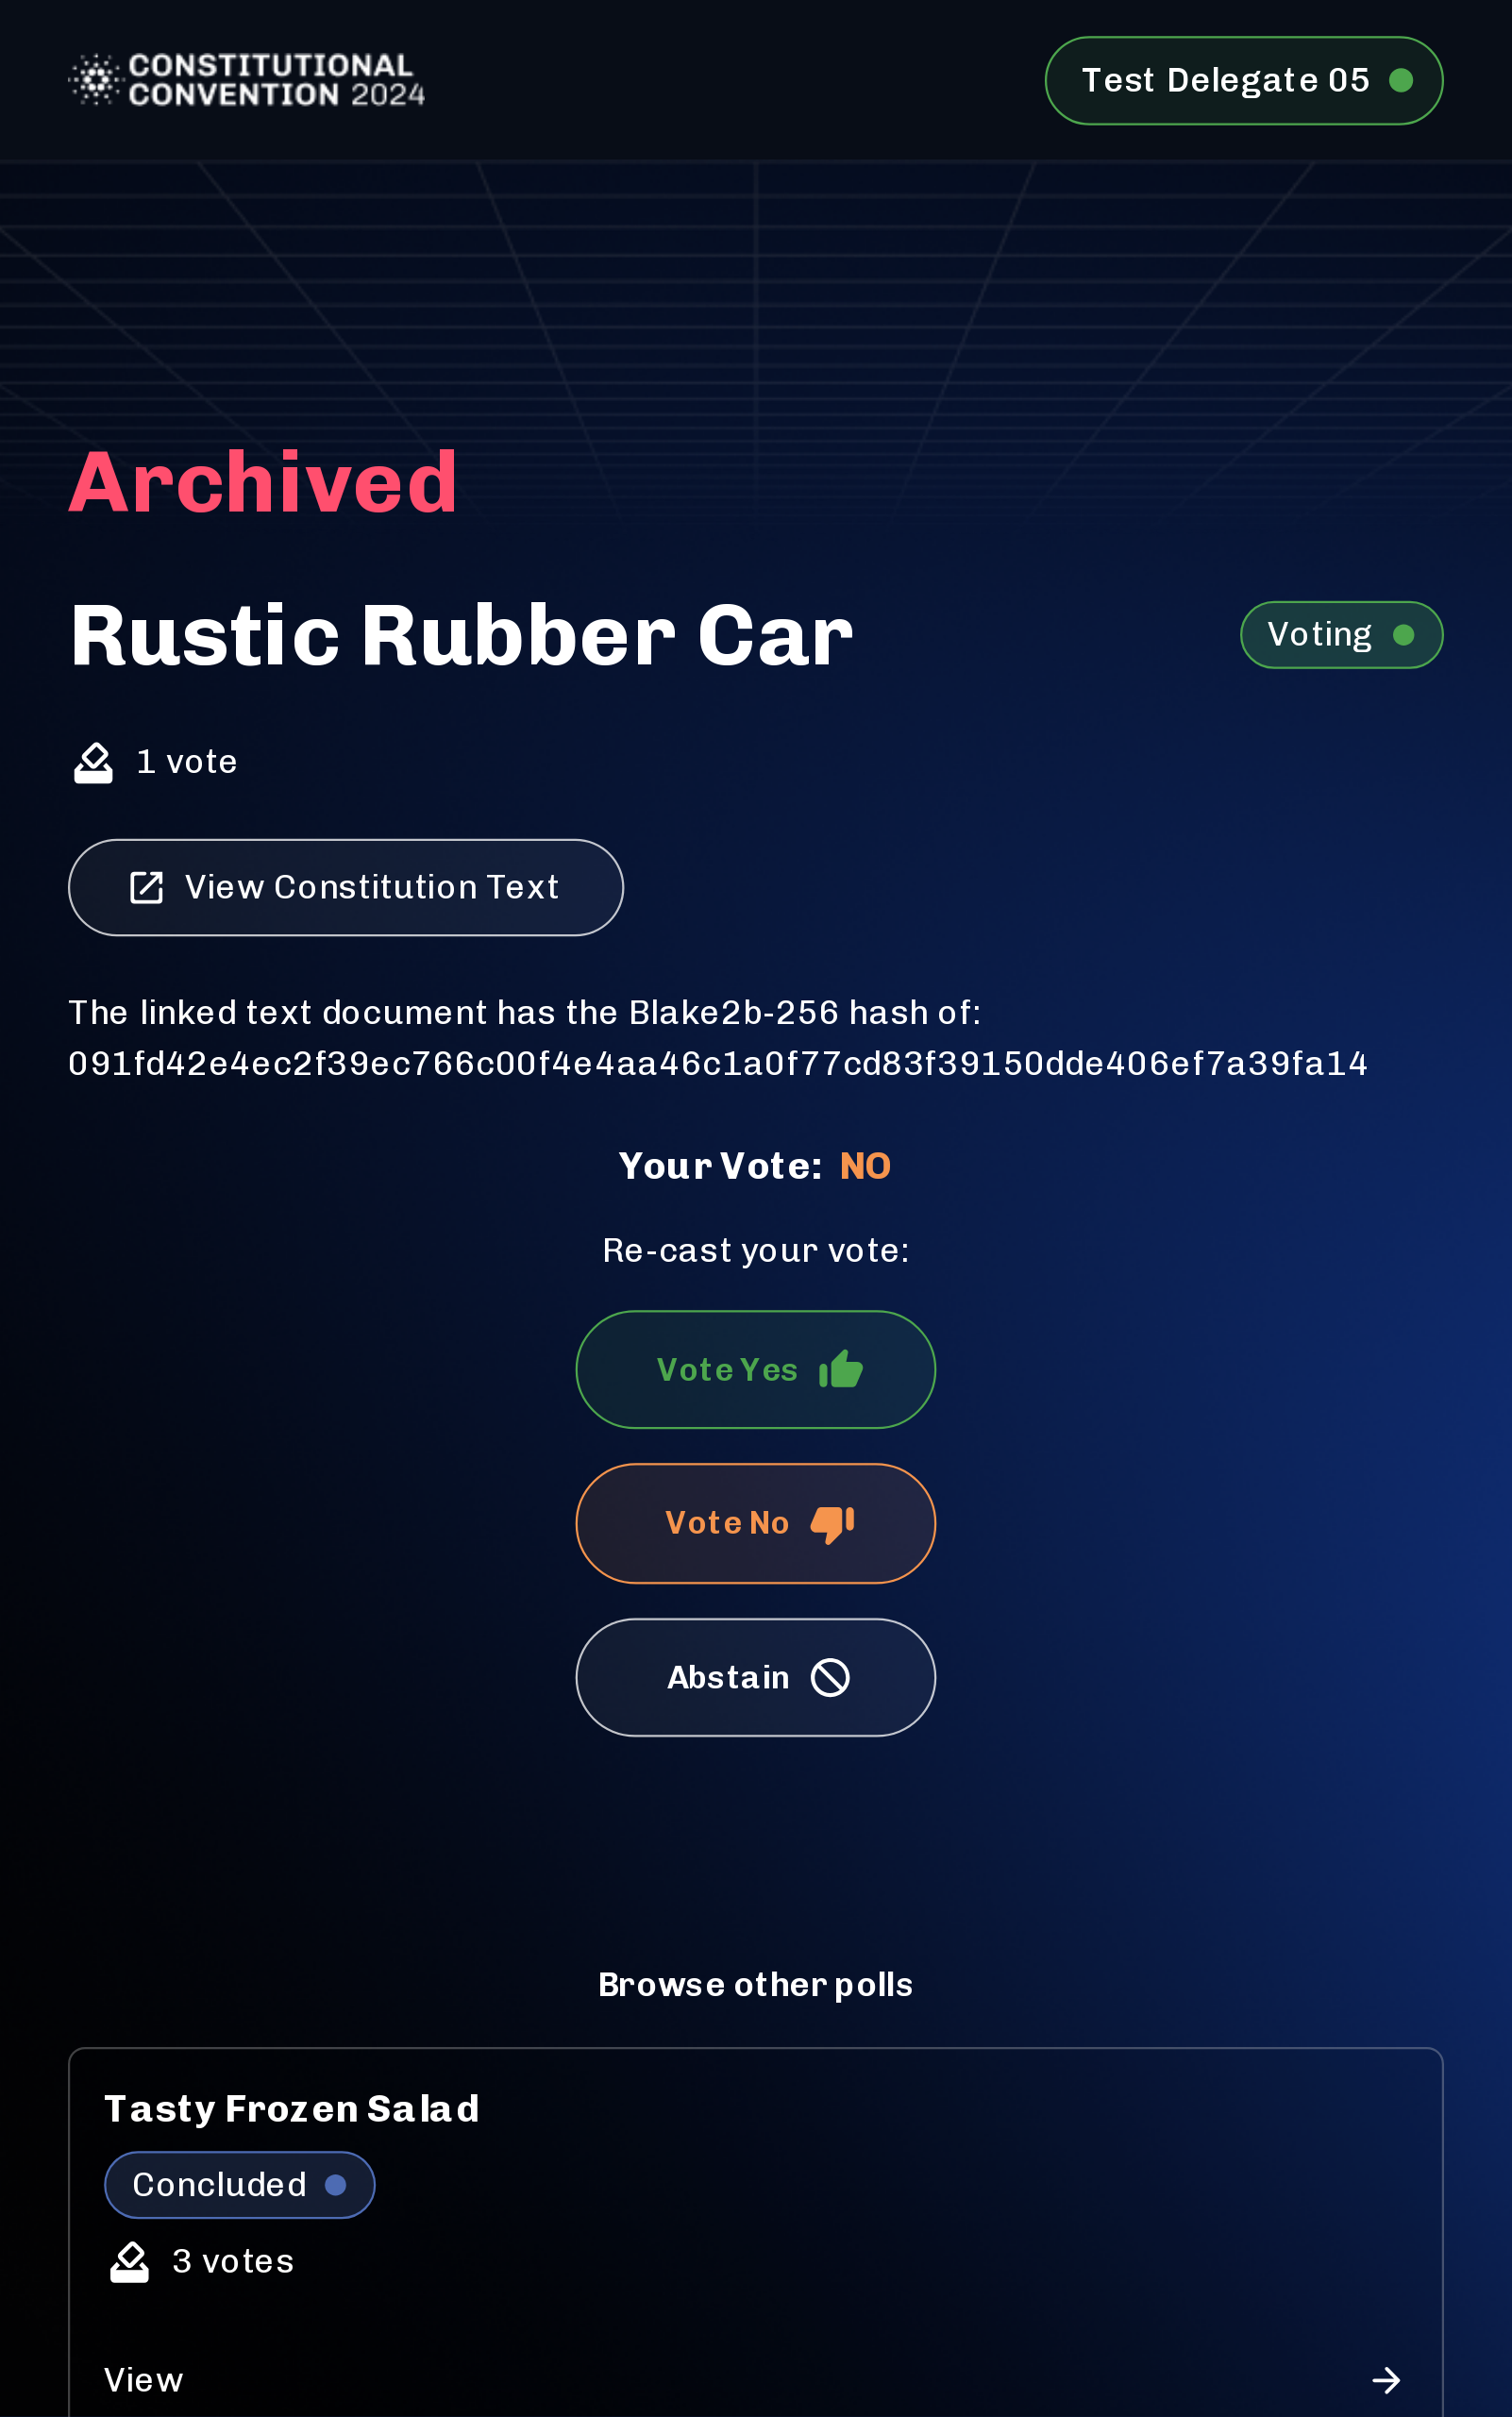 CONSTITUTIONAL
CONVENTION 2024
Test Delegate 05
Archived
Rustic Rubber Car
Voting
1 vote
View Constitution Text
The linked text document has the Blake2b-256 hash of:
091fd42e4ec2f39ec766c00f4e4aa46c1a0f77cd83f39150dde406ef7a39fa14
Your Vote: NO
Re-cast your vote:
Vote Yes
Vote No
Abstain
Browse other polls
Tasty Frozen Salad
Concluded
3 votes
View